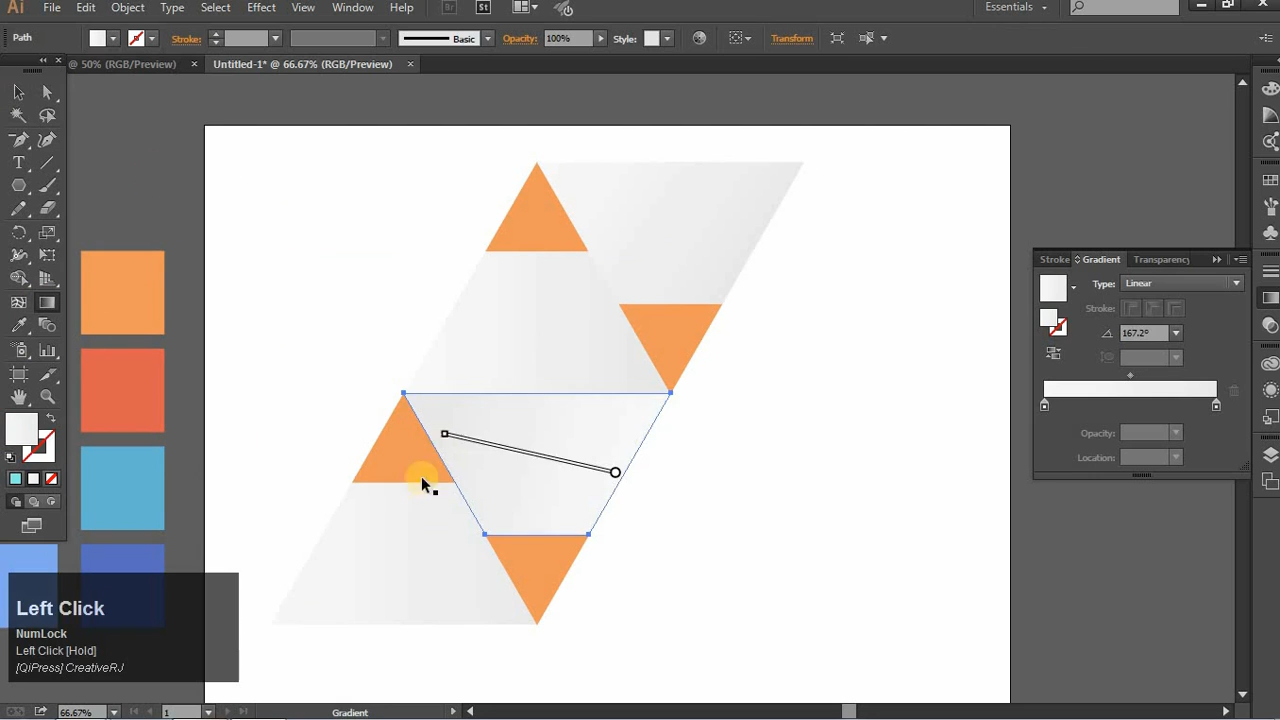 Ai File Edit Object Type Select Effect View Window Help Br St Essentials
Path Stroke: Basic Opacity: 100% Style: Transform
@ 50% (RGB/Preview) × Untitled-1* @ 66.67% (RGB/Preview) ×
Stroke Gradient Transparency
Type: Linear
Stroke:
167.2°
Opacity:
Location:
Left Click
NumLock
Left Click [Hold]
[QiPress] CreativeRJ
66.67% 1 Gradient